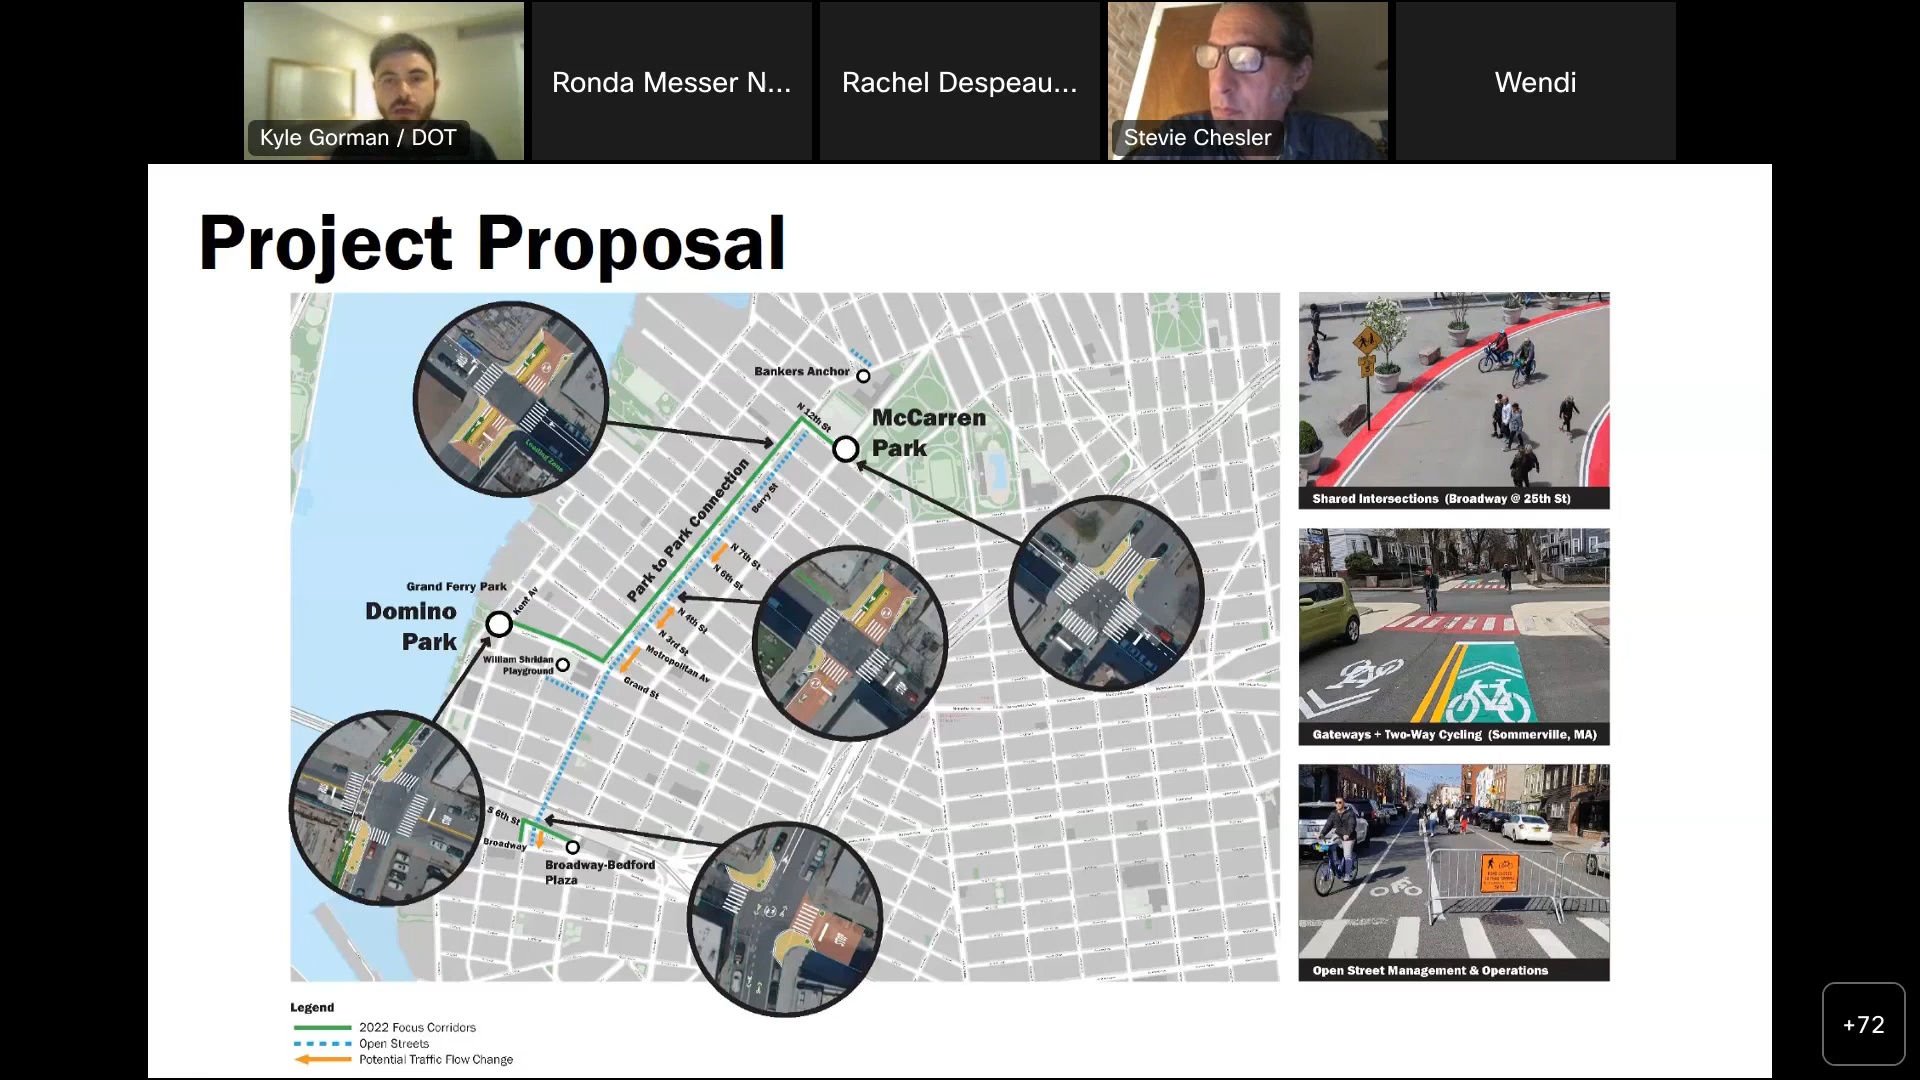 Kyle Gorman / DOT
Ronda Messer N...
Rachel Despeau...
Stevie Chesler
Wendi
Project Proposal
Bankers Anchor
N 12th St
McCarren
Park
Park to Park Connection
Berry St
N 7th St
N 6th St
N 4th St
N 3rd St
Metropolitan Av
Grand St
Grand Ferry Park
Kent Av
Domino
Park
William Shridan
Playground
S 6th St
Broadway
Broadway-Bedford
Plaza
Loading Zone
Shared Intersections (Broadway @ 25th St)
Gateways + Two-Way Cycling (Sommerville, MA)
Open Street Management & Operations
Legend
2022 Focus Corridors
Open Streets
Potential Traffic Flow Change
+72